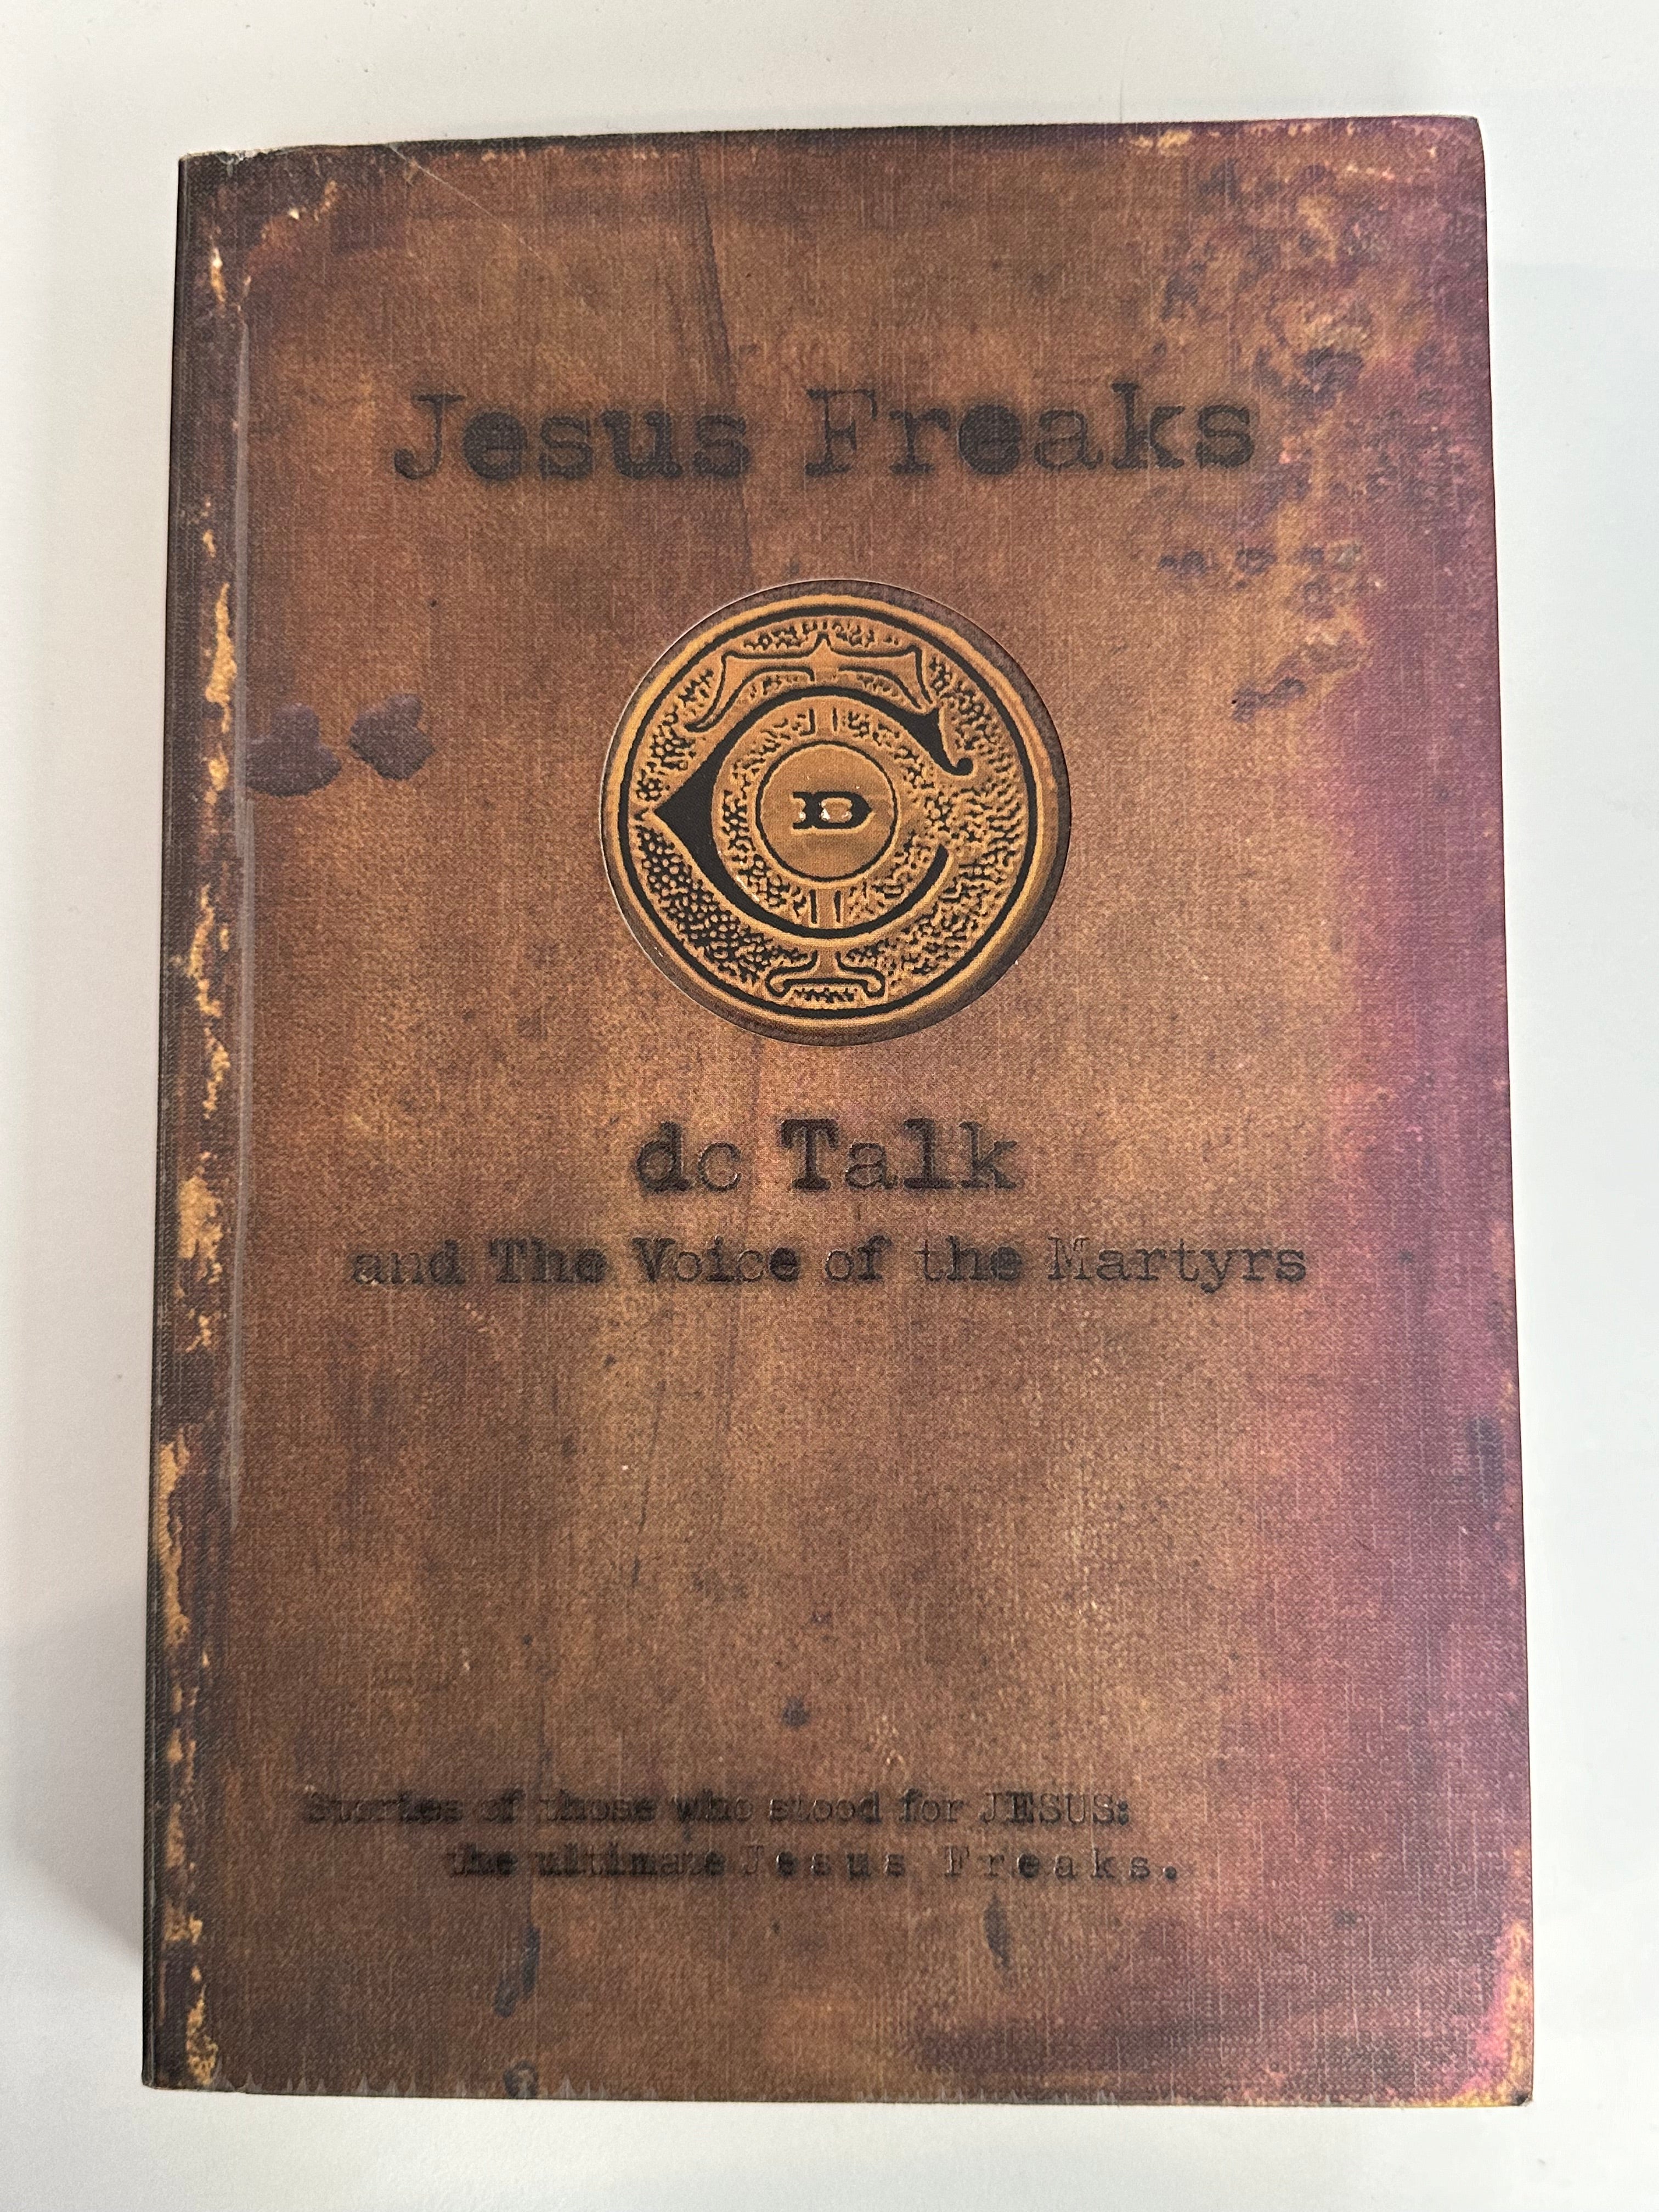 Jesus Freaks
D C T
dc Talk
and The Voice of the Martyrs
Stories of those who stood for JESUS:
the ultimate Jesus Freaks.